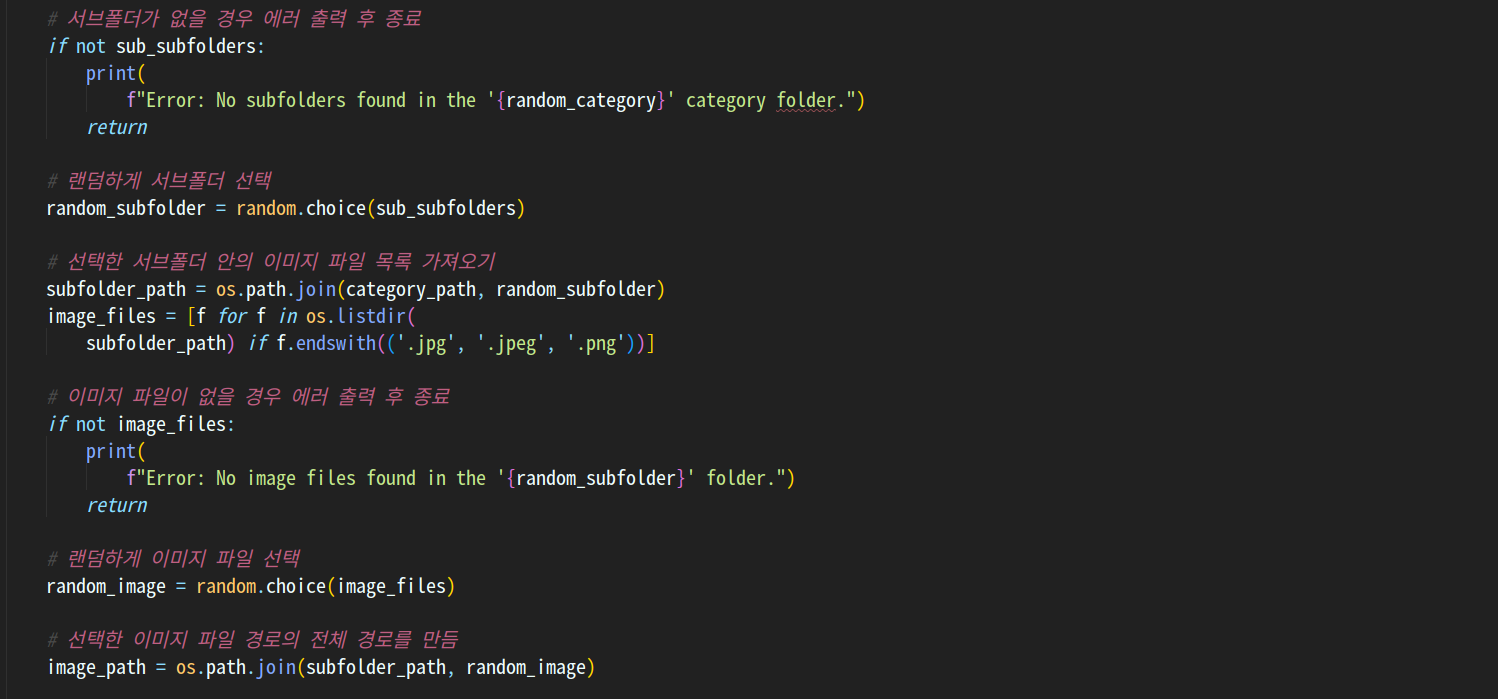 # 서브폴더가 없을 경우 에러 출력 후 종료
if not sub_subfolders:
    print(
        f"Error: No subfolders found in the '{random_category}' category folder.")
    return

# 랜덤하게 서브폴더 선택
random_subfolder = random.choice(sub_subfolders)

# 선택한 서브폴더 안의 이미지 파일 목록 가져오기
subfolder_path = os.path.join(category_path, random_subfolder)
image_files = [f for f in os.listdir(
    subfolder_path) if f.endswith(('.jpg', '.jpeg', '.png'))]

# 이미지 파일이 없을 경우 에러 출력 후 종료
if not image_files:
    print(
        f"Error: No image files found in the '{random_subfolder}' folder.")
    return

# 랜덤하게 이미지 파일 선택
random_image = random.choice(image_files)

# 선택한 이미지 파일 경로의 전체 경로를 만듬
image_path = os.path.join(subfolder_path, random_image)